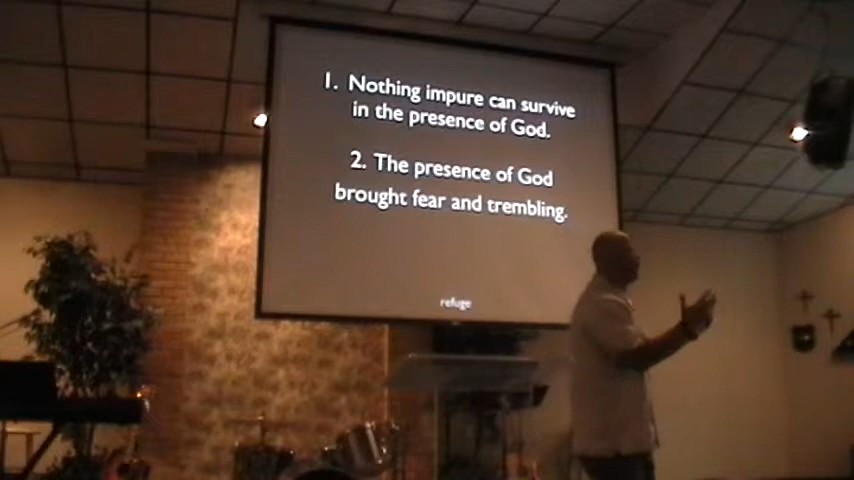 1. Nothing impure can survive
in the presence of God.
2. The presence of God
brought fear and trembling.
refuge